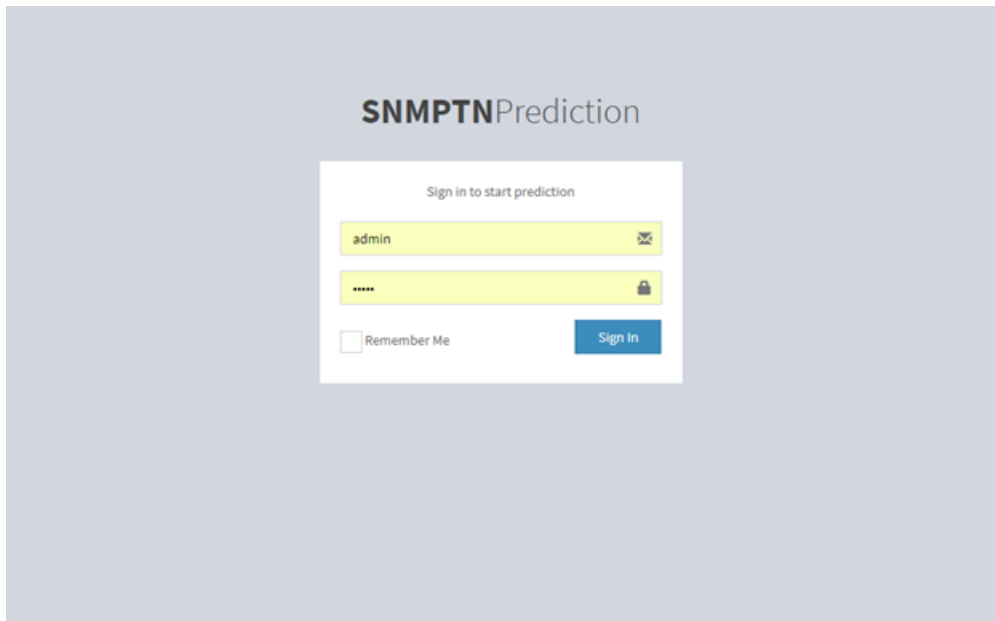 SNMPTNPrediction
Sign in to start prediction
admin
•••••
Remember Me
Sign In